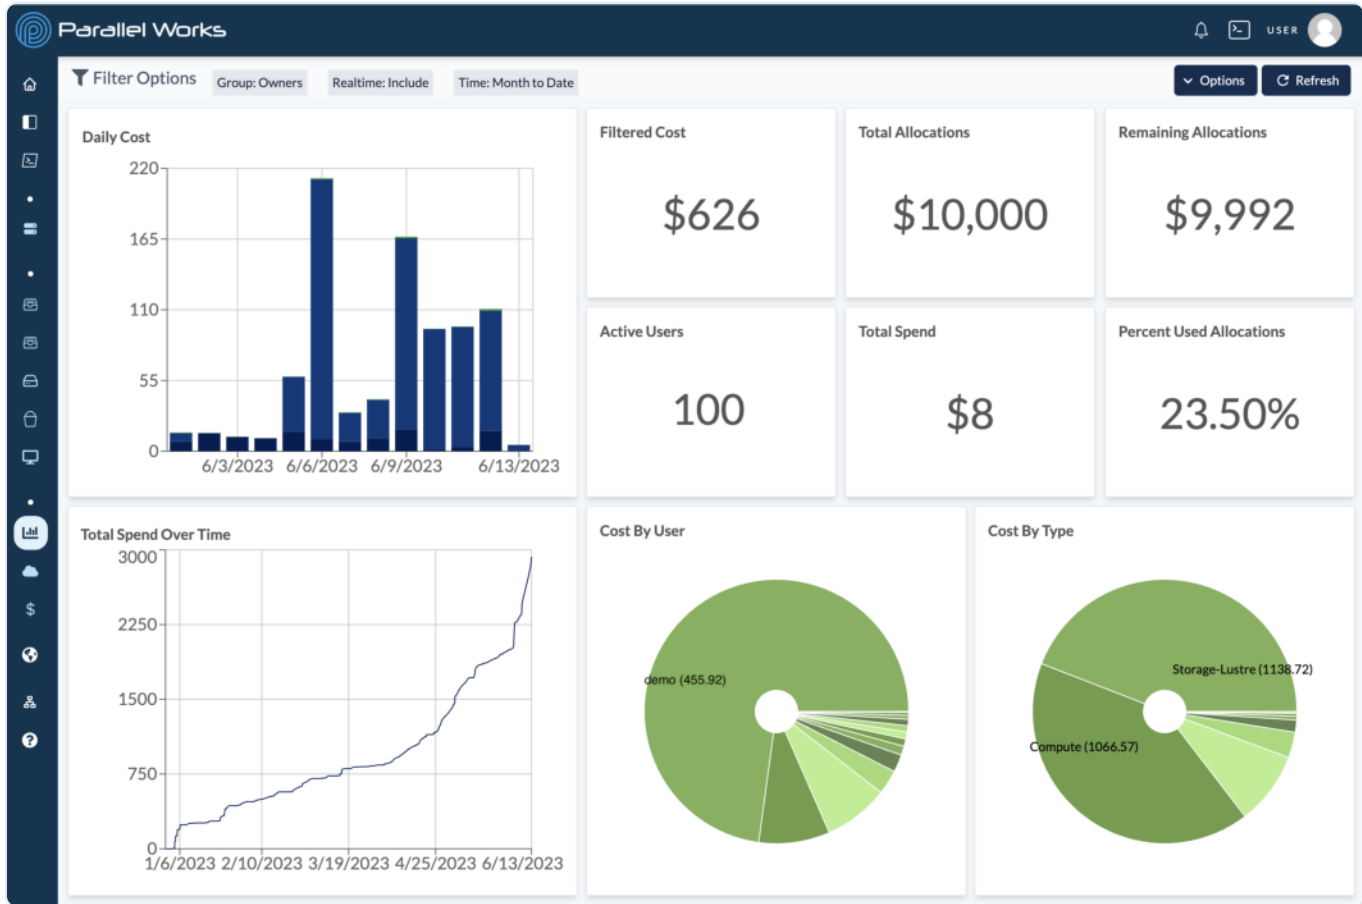 Parallel Works
USER
Filter Options
Group: Owners
Realtime: Include
Time: Month to Date
Options
Refresh
Daily Cost
220
165
110
55
0
6/3/2023
6/6/2023
6/9/2023
6/13/2023
Filtered Cost
$626
Total Allocations
$10,000
Remaining Allocations
$9,992
Active Users
100
Total Spend
$8
Percent Used Allocations
23.50%
Total Spend Over Time
3000
2250
1500
750
0
1/6/2023
2/10/2023
3/19/2023
4/25/2023
6/13/2023
Cost By User
demo (455.92)
Cost By Type
Storage-Lustre (1138.72)
Compute (1066.57)